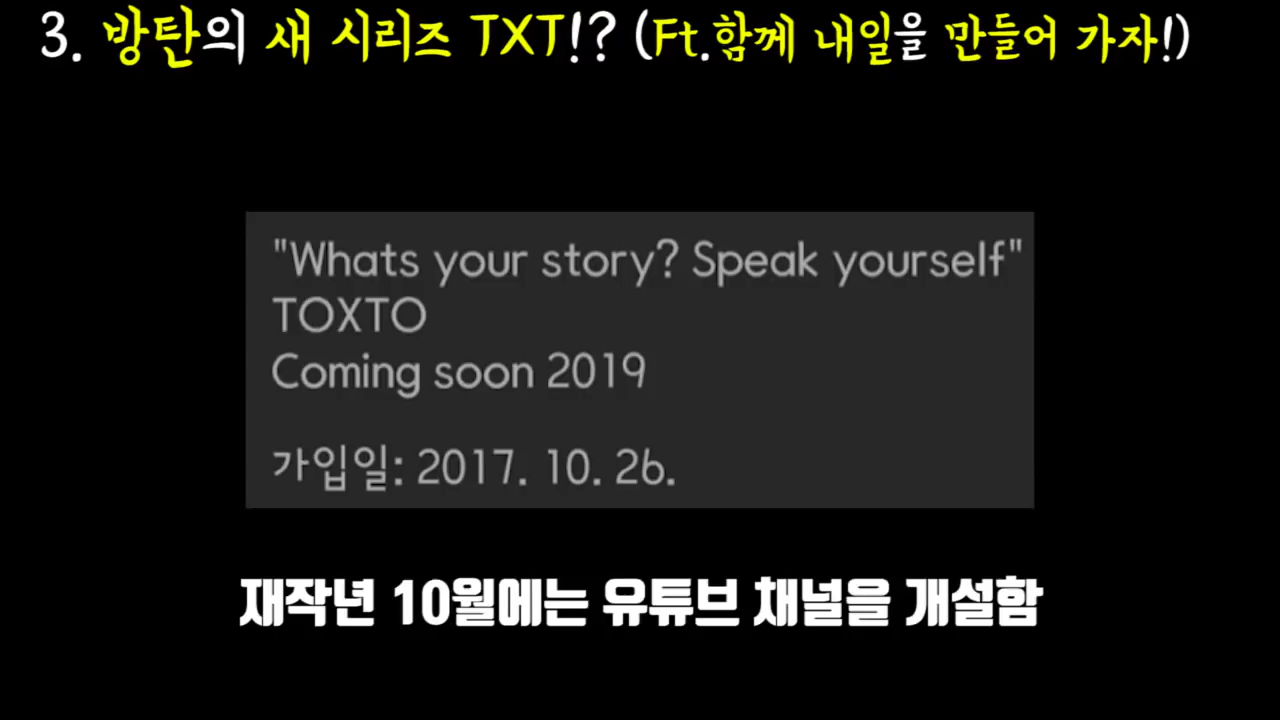 3. 방탄의 새 시리즈 TXT!? (Ft.함께 내일을 만들어 가자!)
"Whats your story? Speak yourself"
TOXTO
Coming soon 2019
가입일: 2017. 10. 26.
재작년 10월에는 유튜브 채널을 개설함